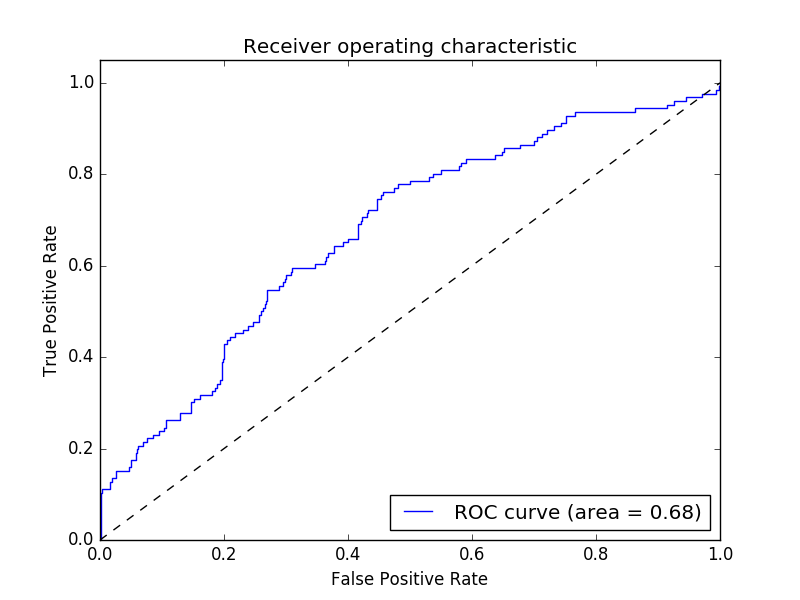 Receiver operating characteristic
1.0
0.8
0.6
0.4
0.2
0.0
True Positive Rate
ROC curve (area = 0.68)
0.0 0.2 0.4 0.6 0.8 1.0
False Positive Rate